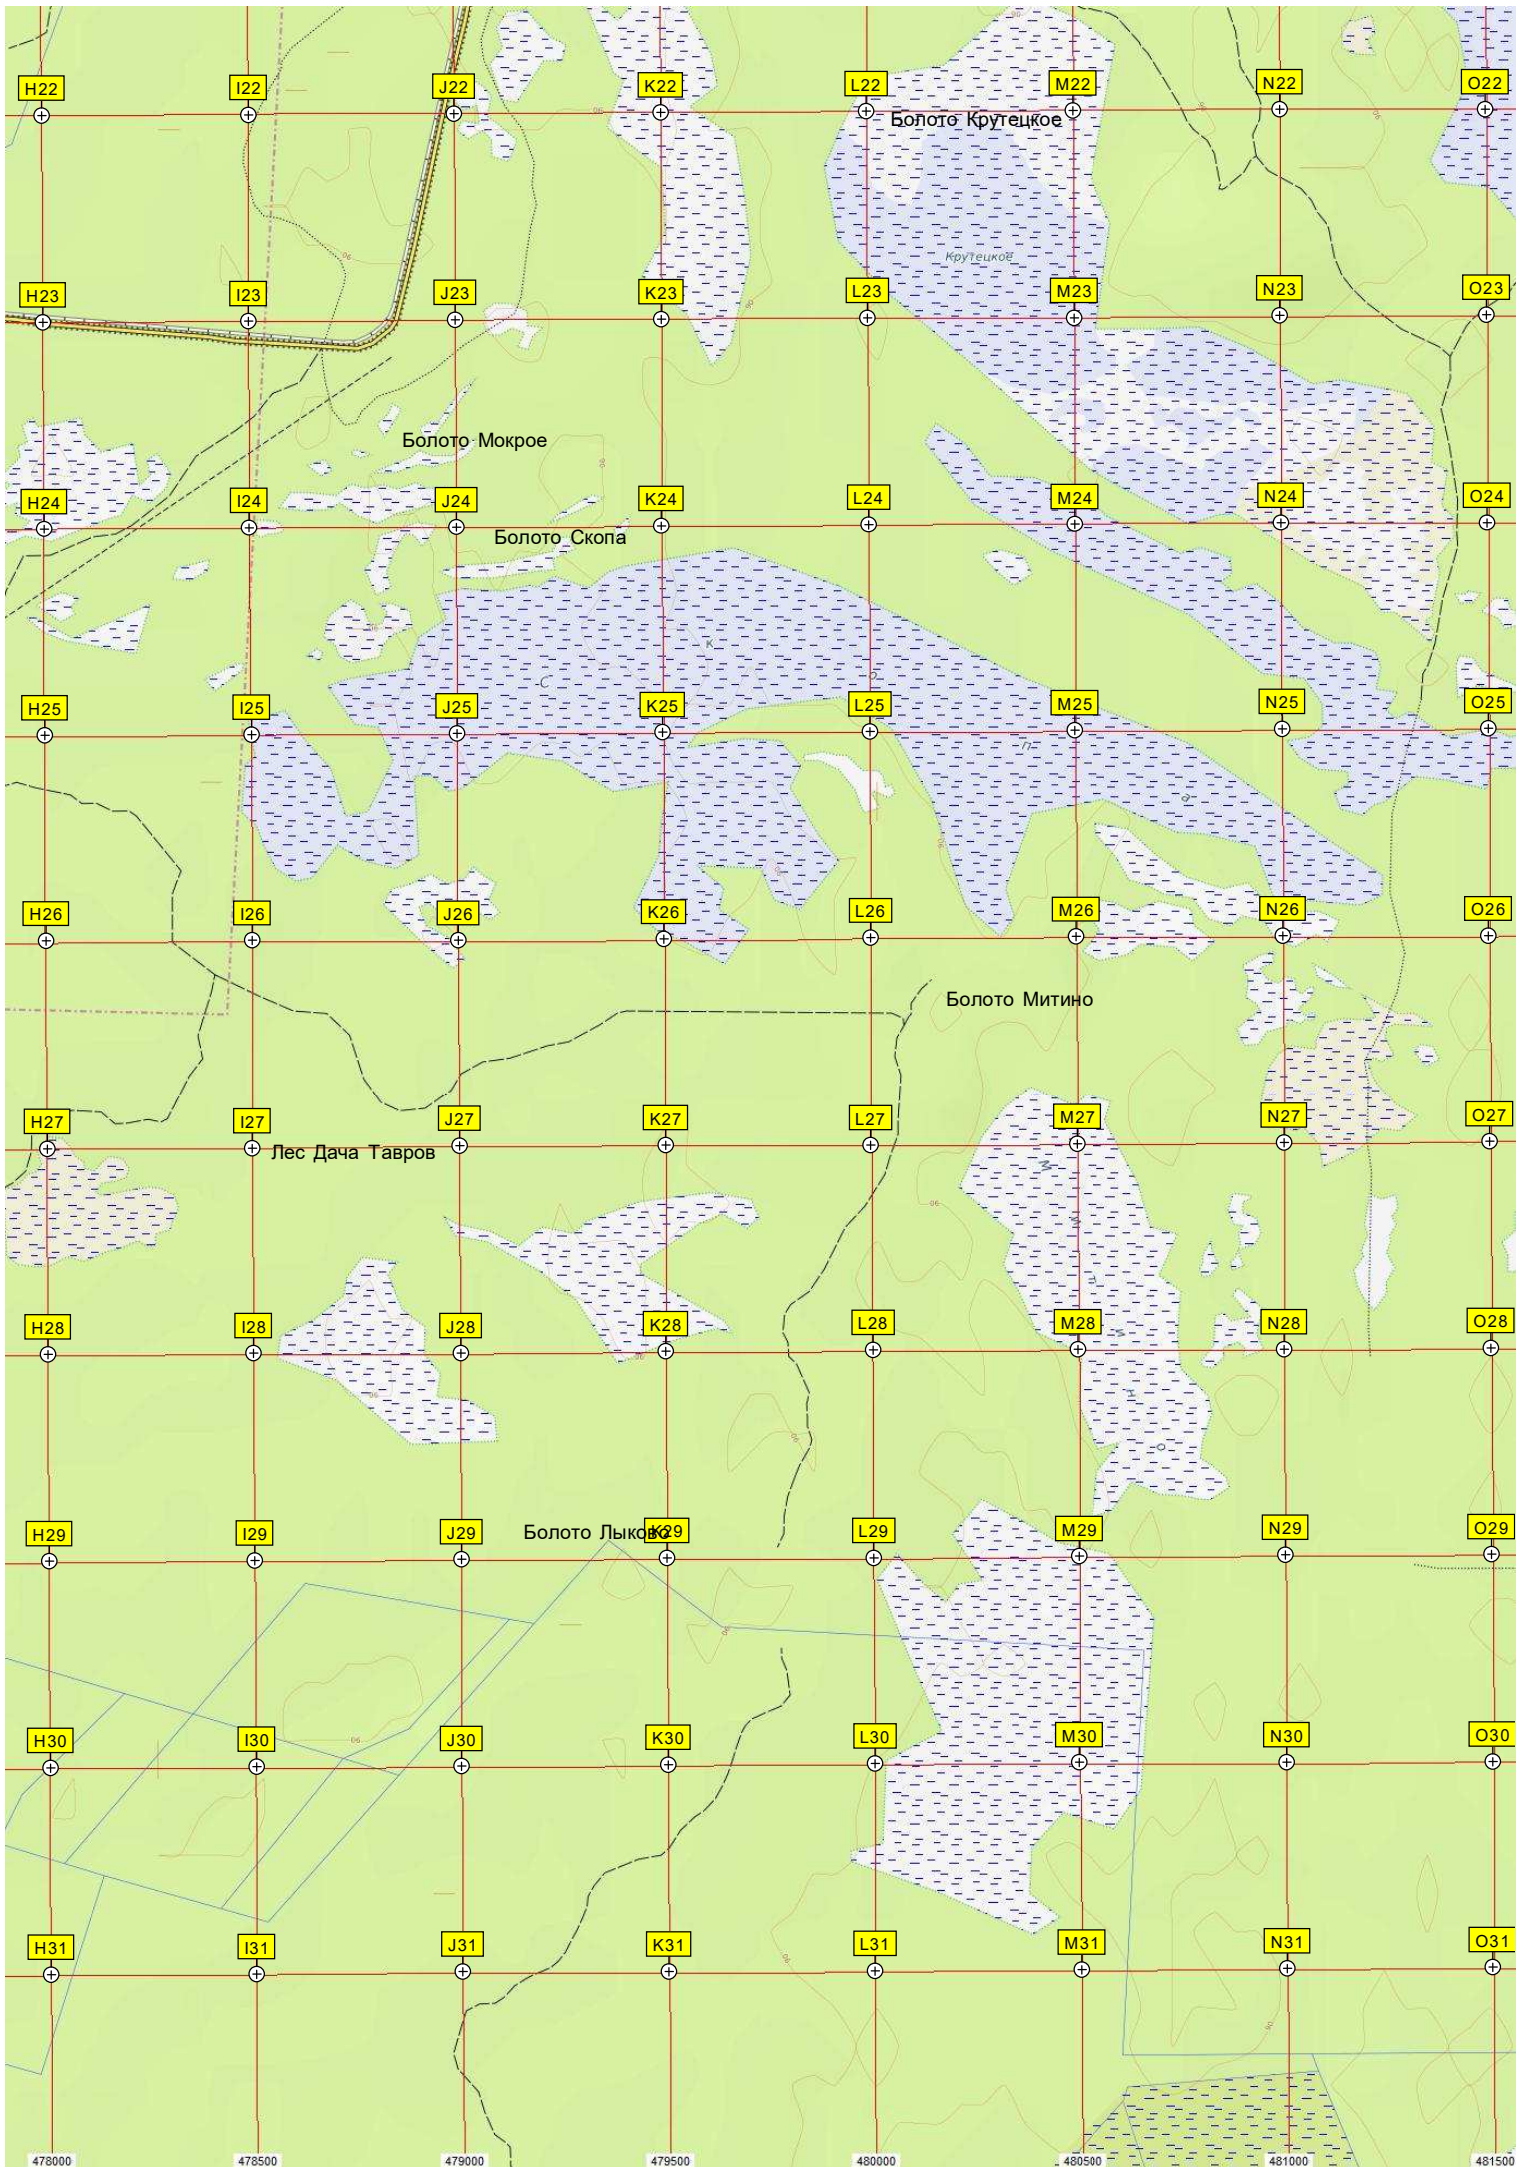 H22 I22 J22 K22 L22 M22 N22 O22
Болото Крутецкое
Крутецкое
H23 I23 J23 K23 L23 M23 N23 O23
Болото Мокрое
H24 I24 J24 K24 L24 M24 N24 O24
Болото Скопа
С к о п а
H25 I25 J25 K25 L25 M25 N25 O25
H26 I26 J26 K26 L26 M26 N26 O26
Болото Митино
H27 I27 J27 K27 L27 M27 N27 O27
Лес Дача Тавров
М и т и н о
H28 I28 J28 K28 L28 M28 N28 O28
H29 I29 J29 Болото Лыково K29 L29 M29 N29 O29
H30 I30 J30 K30 L30 M30 N30 O30
H31 I31 J31 K31 L31 M31 N31 O31
478000 478500 479000 479500 480000 480500 481000 481500